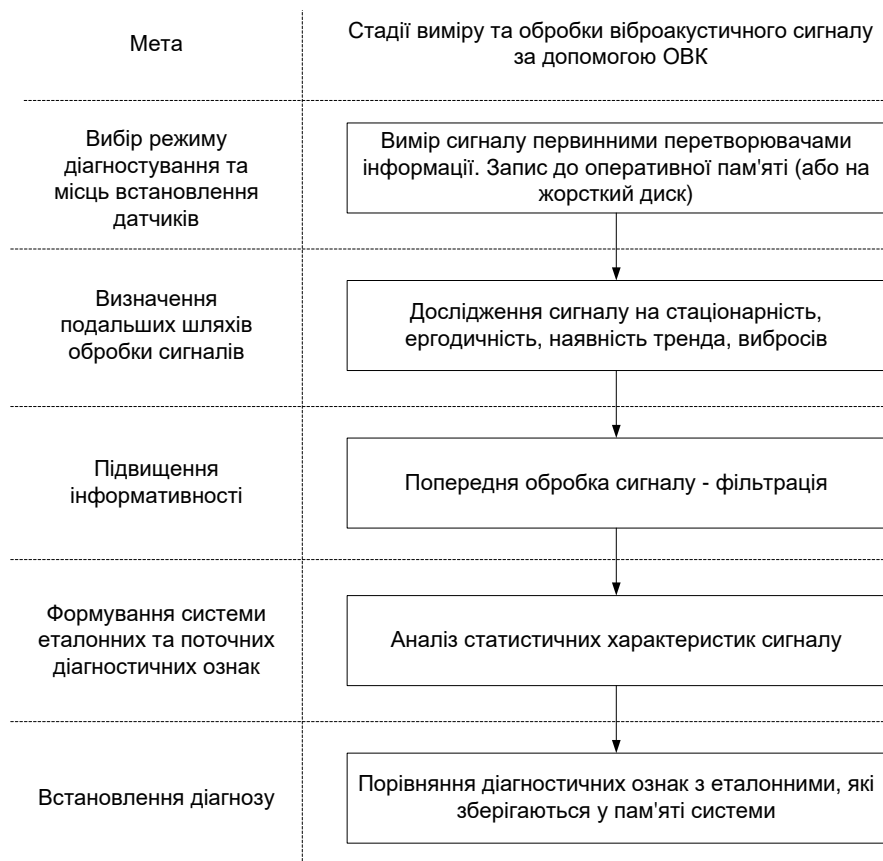 Мета
Стадії виміру та обробки віброакустичного сигналу
за допомогою ОВК
Вибір режиму
діагностування та
місць встановлення
датчиків
Вимір сигналу первинними перетворювачами
інформації. Запис до оперативної пам'яті (або на
жорсткий диск)
Визначення
подальших шляхів
обробки сигналів
Дослідження сигналу на стаціонарність,
ергодичність, наявність тренда, вибросів
Підвищення
інформативності
Попередня обробка сигналу - фільтрація
Формування системи
еталонних та поточних
діагностичних ознак
Аналіз статистичних характеристик сигналу
Встановлення діагнозу
Порівняння діагностичних ознак з еталонними, які
зберігаються у пам'яті системи